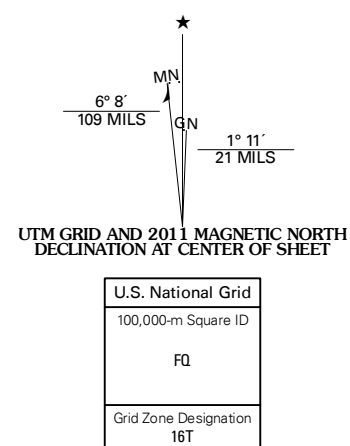 ★
MN
6° 8´
109 MILS
GN
1° 11´
21 MILS
UTM GRID AND 2011 MAGNETIC NORTH
DECLINATION AT CENTER OF SHEET
U.S. National Grid
100,000-m Square ID
FQ
Grid Zone Designation
16T